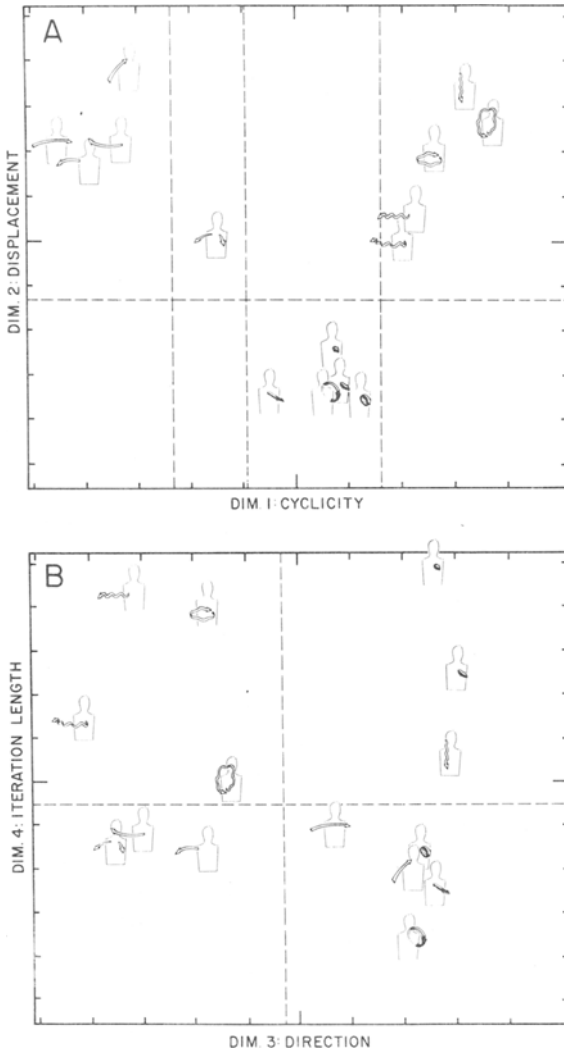 A
DIM. 2: DISPLACEMENT
DIM. 1: CYCLICITY
B
DIM. 4: ITERATION LENGTH
DIM. 3: DIRECTION